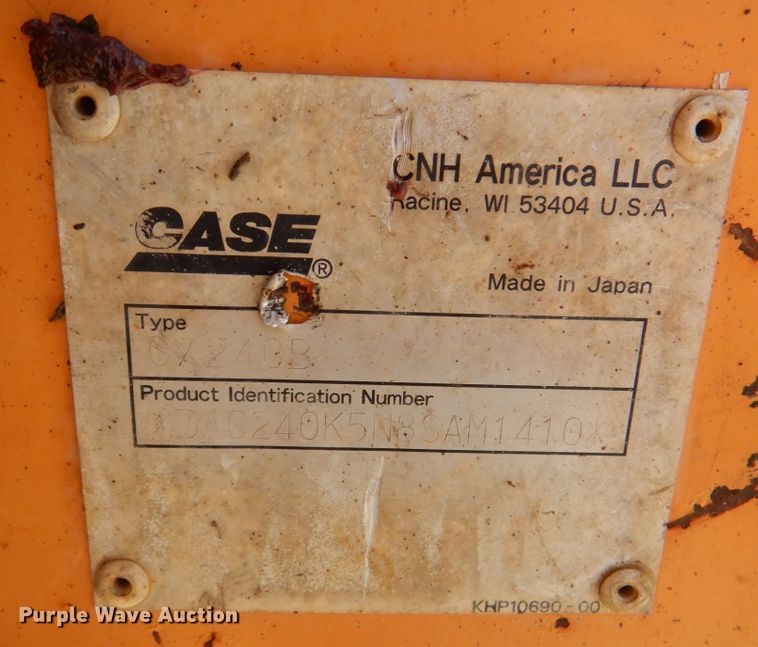 CNH America LLC
Racine, WI 53404 U.S.A.
CASE
®
Made in Japan
Type
CX240B
Product Identification Number
*DAC240K5N8SAM1410*
KHP10690-00
Purple Wave Auction